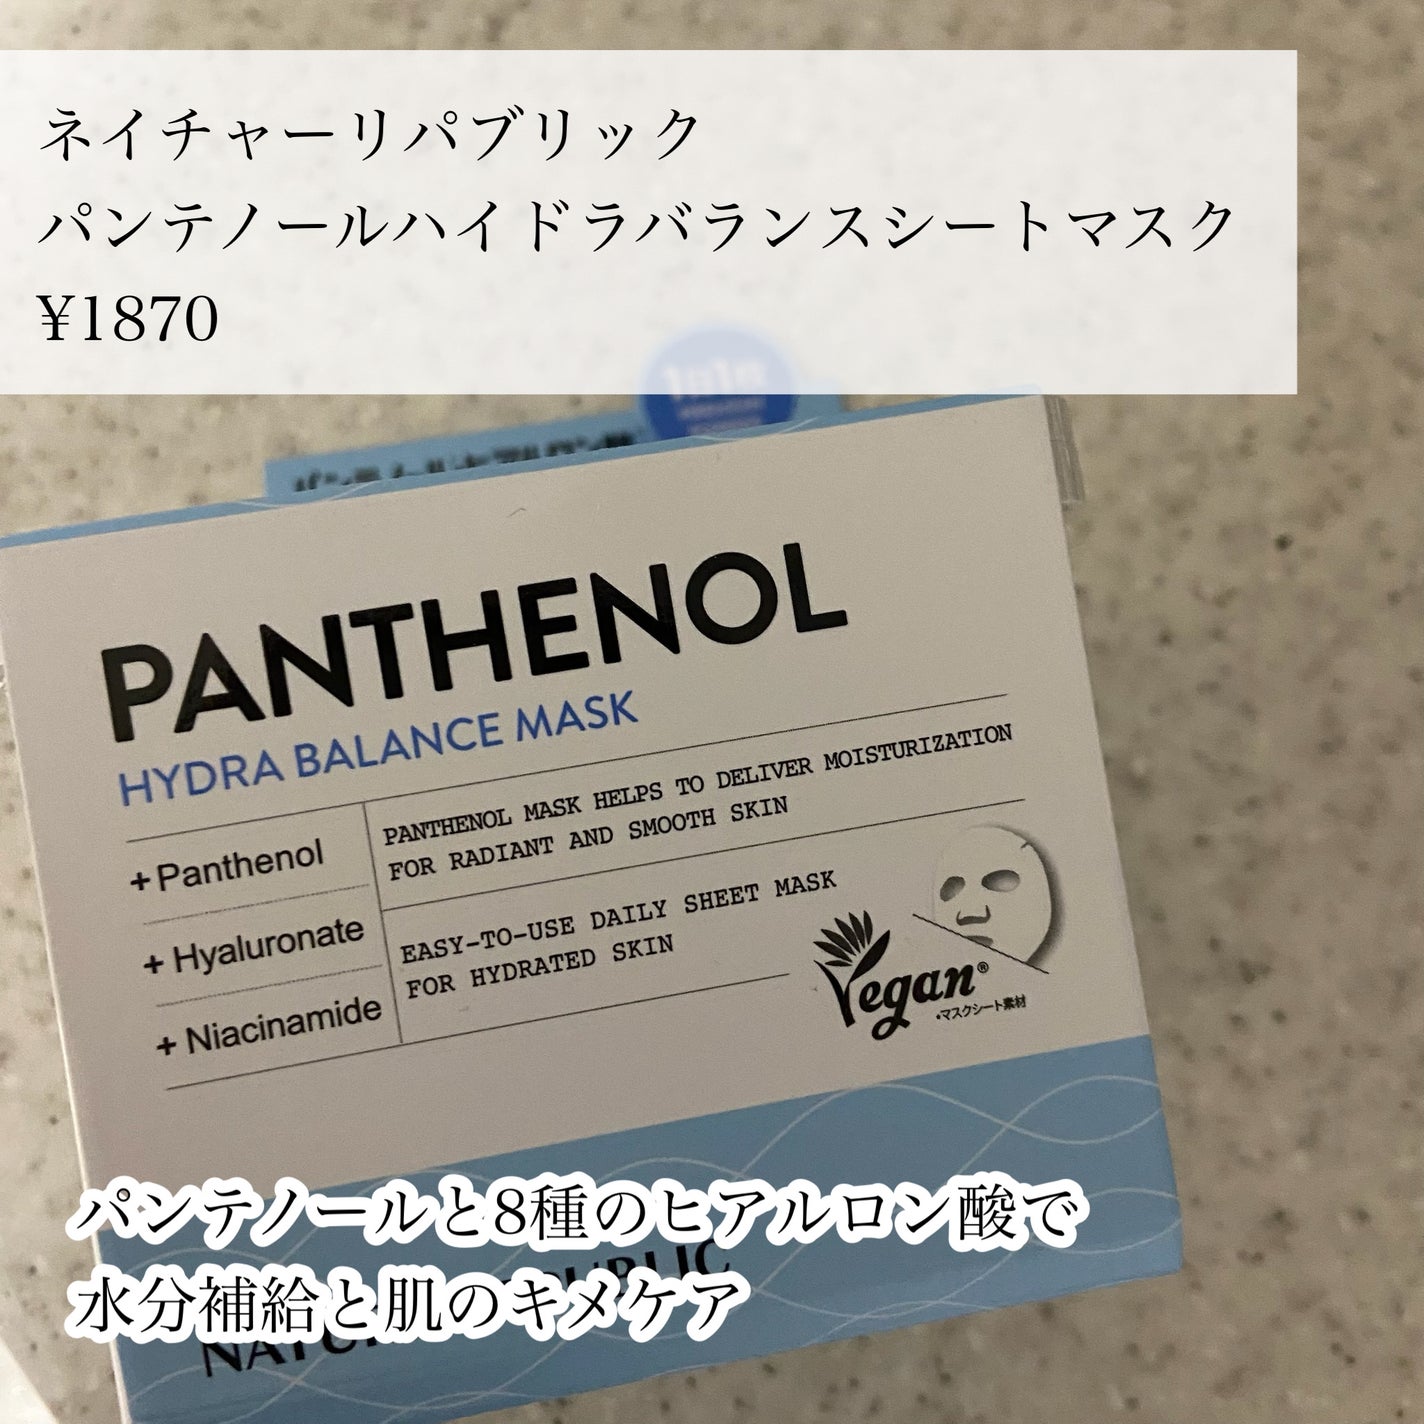 ネイチャーリパブリック
パンテノールハイドラバランスシートマスク
¥1870
PANTHENOL
HYDRA BALANCE MASK
+Panthenol
+ Hyaluronate
+ Niacinamide
PANTHENOL MASK HELPS TO DELIVER MOISTURIZATION
FOR RADIANT AND SMOOTH SKIN
EASY-TO-USE DAILY SHEET MASK
FOR HYDRATED SKIN
Vegan®
•マスクシート素材
パンテノールと8種のヒアルロン酸で
水分補給と肌のキメケア